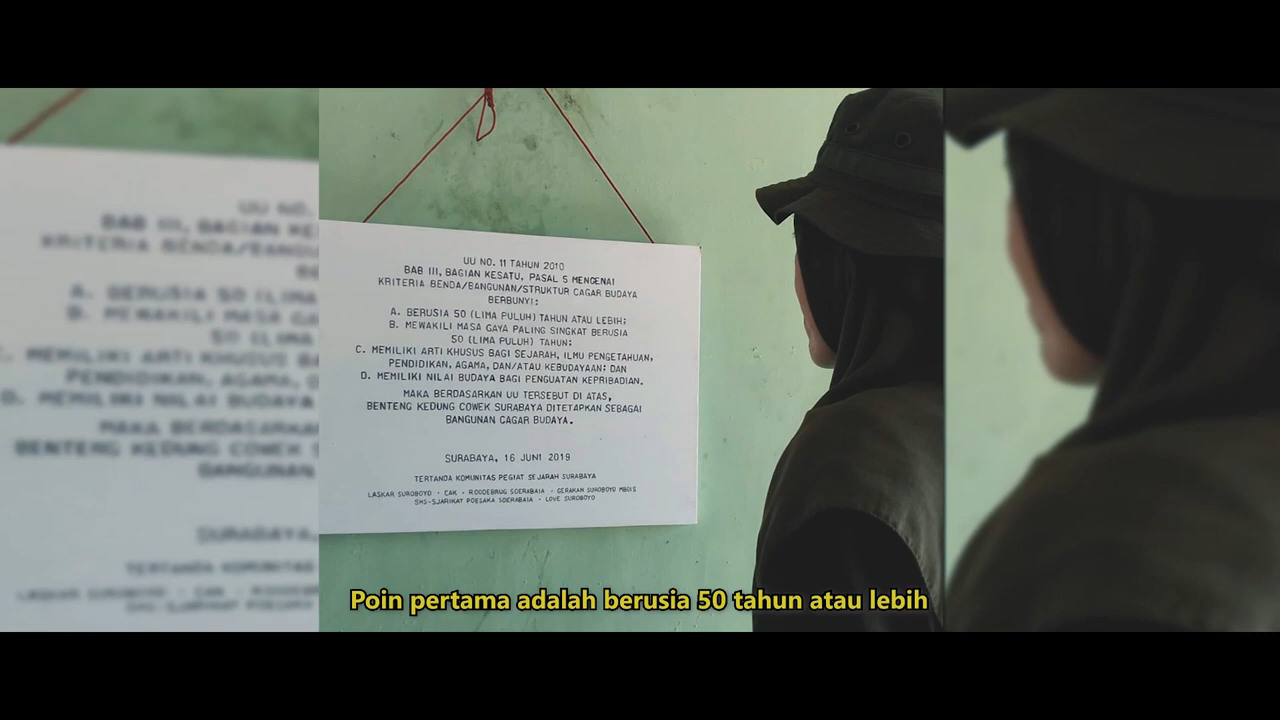 UU NO. 11 TAHUN 2010
BAB III, BAGIAN KESATU, PASAL 5 MENGENAI
KRITERIA BENDA/BANGUNAN/STRUKTUR CAGAR BUDAYA
BERBUNYI:
A. BERUSIA 50 (LIMA PULUH) TAHUN ATAU LEBIH;
B. MEWAKILI MASA GAYA PALING SINGKAT BERUSIA
50 (LIMA PULUH) TAHUN;
C. MEMILIKI ARTI KHUSUS BAGI SEJARAH, ILMU PENGETAHUAN,
PENDIDIKAN, AGAMA, DAN/ATAU KEBUDAYAAN; DAN
D. MEMILIKI NILAI BUDAYA BAGI PENGUATAN KEPRIBADIAN.
MAKA BERDASARKAN UU TERSEBUT DI ATAS,
BENTENG KEDUNG COWEK SURABAYA DITETAPKAN SEBAGAI
BANGUNAN CAGAR BUDAYA.
SURABAYA, 16 JUNI 2019
TERTANDA KOMUNITAS PEGIAT SEJARAH SURABAYA
LASKAR SUROBOYO - CAK - ROODEBRUG SOERABAIA - GERAKAN SUROBOYO MBOIS
SHS-SJARIKAT POESAKA SOERABAIA - LOVE SUROBOYO
Poin pertama adalah berusia 50 tahun atau lebih